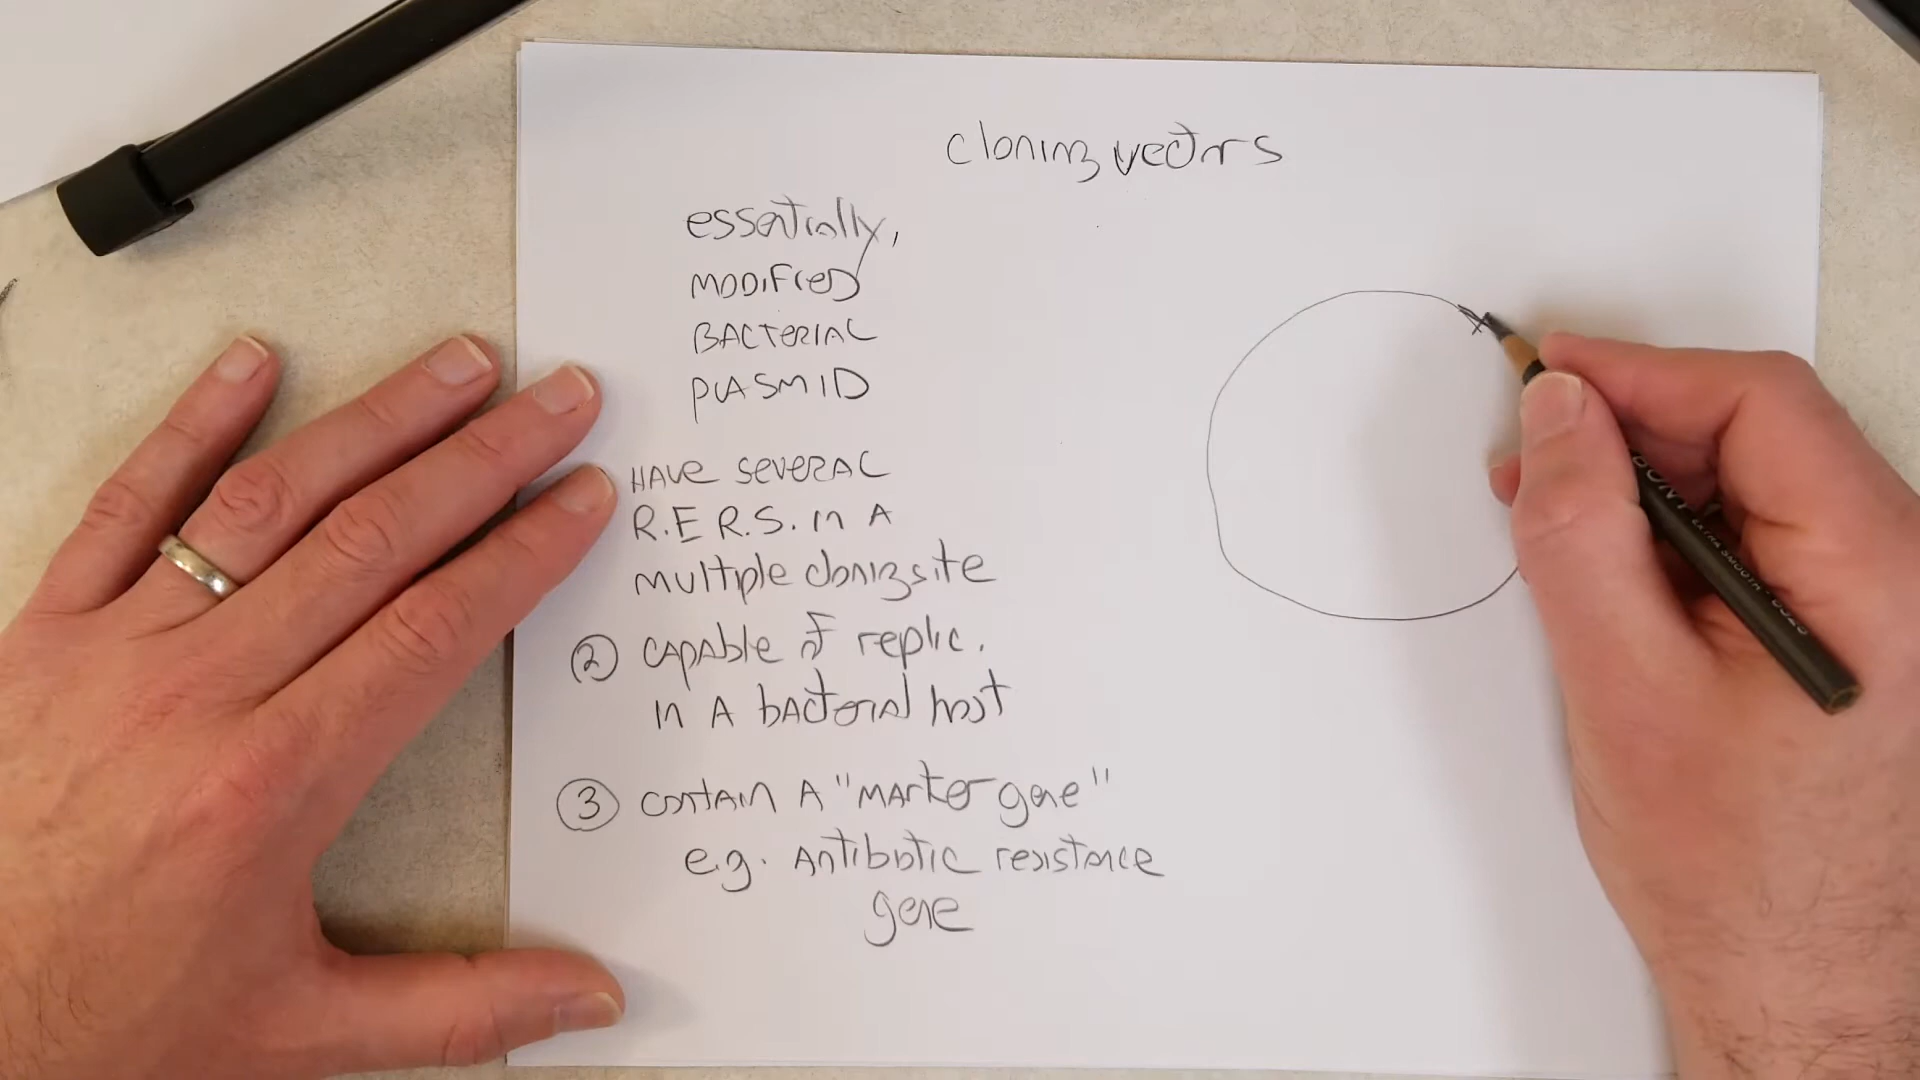 cloning vectors
essentially,
MODIFIED
BACTERIAL
PLASMID
HAVE SEVERAL
R.E R.S. in A
multiple cloning site
② capable of replic.
in A bacterial host
③ contain A "marker gene"
e.g. Antibiotic resistance
gene